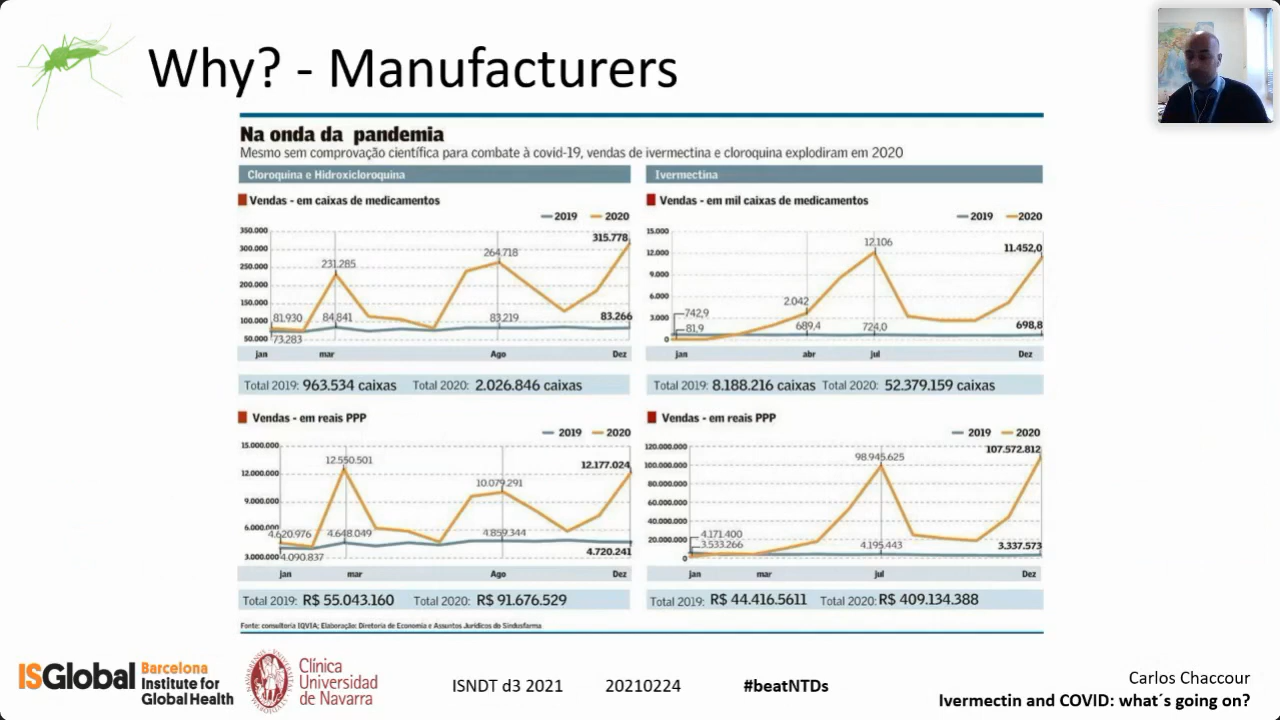 Why? - Manufacturers
Na onda da pandemia
Mesmo sem comprovação científica para combate à covid-19, vendas de ivermectina e cloroquina explodiram em 2020
Cloroquina e Hidroxicloroquina
Vendas - em caixas de medicamentos
2019 2020
350.000
300.000
250.000
200.000
150.000
100.000
50.000
81.930
73.283
231.285
84,841
264.718
83,219
315.778
83.266
jan mar Ago Dez
Total 2019: 963.534 caixas Total 2020: 2.026.846 caixas
Ivermectina
Vendas - em mil caixas de medicamentos
2019 2020
15.000
12.000
9.000
6.000
3.000
0
742,9
81,9
2.042
689,4
12,106
724,0
11.452,0
698,8
jan abr jul Dez
Total 2019: 8.188.216 caixas Total 2020: 52.379.159 caixas
Vendas - em reais PPP
2019 2020
15.000.000
12.000.000
9.000.000
6.000.000
3.000.000
4.620.976
4.090.837
12.550.501
4.648.049
10.079.291
4.859.344
12.177.024
4.720.241
jan mar Ago Dez
Total 2019: R$ 55.043.160 Total 2020: R$ 91.676.529
Vendas - em reais PPP
2019 2020
120.000.000
100.000.000
80.000.000
60.000.000
40.000.000
20.000.000
0
4.171.400
3.533.266
98.945.625
4.195.443
107.572.812
3.337.573
jan mar jul Dez
Total 2019: R$ 44.416.5611 Total 2020: R$ 409.134.388
Fonte: consultoria IQVIA; Elaboração: Diretoria de Economia e Assuntos Jurídicos do Sindusfarma
ISGlobal Barcelona
Institute for
Global Health
Clínica
Universidad
de Navarra
ISNDT d3 2021 20210224 #beatNTDs
Carlos Chaccour
Ivermectin and COVID: what´s going on?